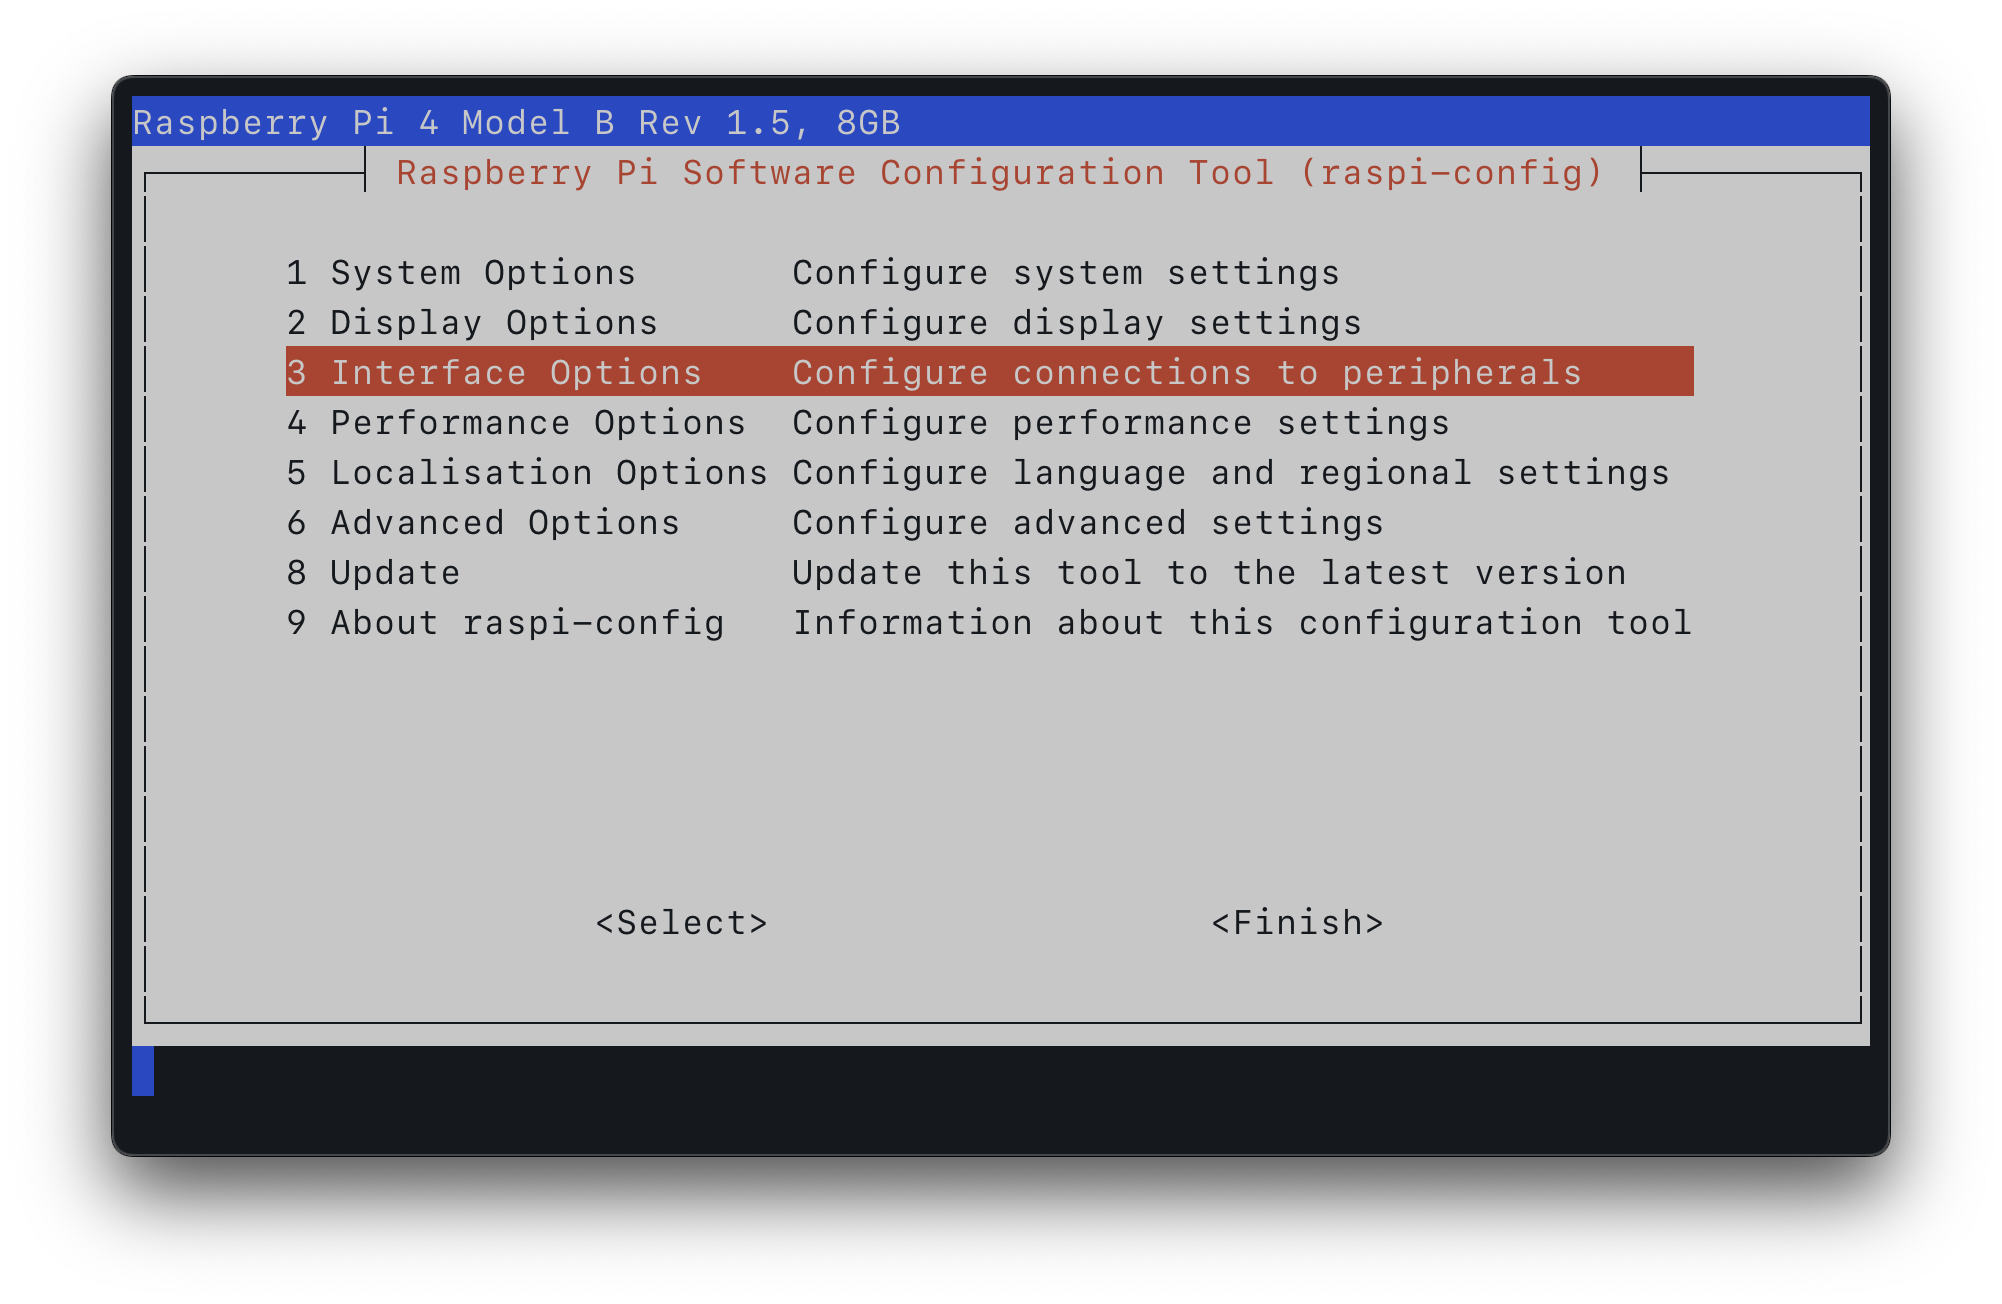 Raspberry Pi 4 Model B Rev 1.5, 8GB
Raspberry Pi Software Configuration Tool (raspi-config)
1 System Options Configure system settings
2 Display Options Configure display settings
3 Interface Options Configure connections to peripherals
4 Performance Options Configure performance settings
5 Localisation Options Configure language and regional settings
6 Advanced Options Configure advanced settings
8 Update Update this tool to the latest version
9 About raspi-config Information about this configuration tool
<Select> <Finish>